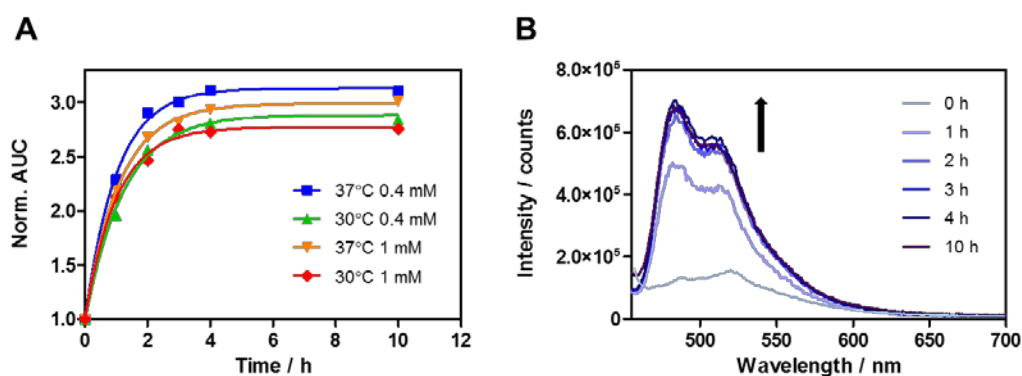 A
Norm. AUC
3.0
2.5
2.0
1.5
1.0
0 2 4 6 8 10 12
Time / h
37°C 0.4 mM
30°C 0.4 mM
37°C 1 mM
30°C 1 mM
B
Intensity / counts
8.0×10⁵
6.0×10⁵
4.0×10⁵
2.0×10⁵
0
500 550 600 650 700
Wavelength / nm
0 h
1 h
2 h
3 h
4 h
10 h